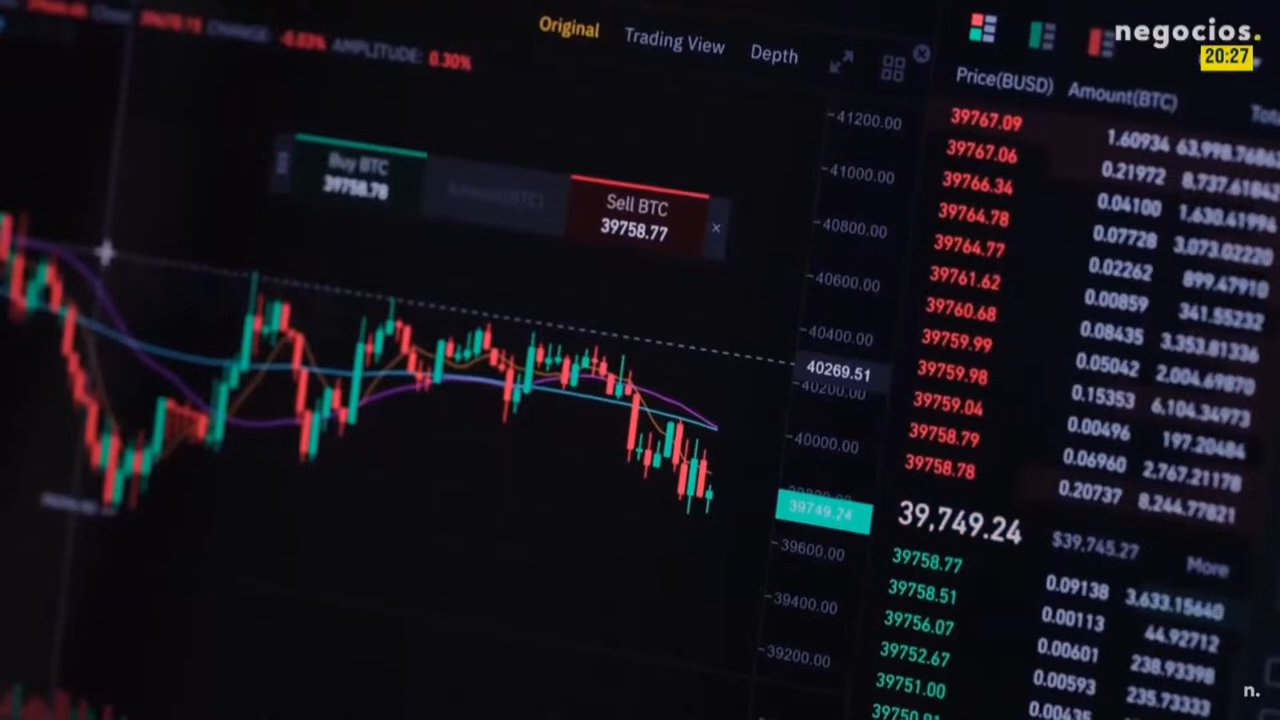 negocios.
20:27
AMPLITUDE: 0.30%
Original Trading View Depth
Buy BTC
39758.78
Sell BTC
39758.77
×
41200.00
41000.00
40800.00
40600.00
40400.00
40269.51
40200.00
40000.00
39749.24
39600.00
39400.00
39200.00
Price(BUSD) Amount(BTC)
39767.09 1.60934
39767.06 0.21972
39766.34 0.04100 1,630.41994
39764.78 0.07728 3,073.02220
39764.77 0.02262 899.47910
39761.62 0.00859 341.55232
39760.68 0.08435 3,353.81336
39759.99 0.05042 2,004.69870
39759.98 0.15353 6,104.34973
39759.04 0.00496 197.20484
39758.79 0.06960 2,767.21178
39758.78 0.20737 8,244.77821
39,749.24 $39,745.27 More
39758.77 0.09138 3,633.15640
39758.51 0.00113 44.92712
39756.07 0.00601 238.93398
39752.67 0.00593 235.73333
39751.00
n.